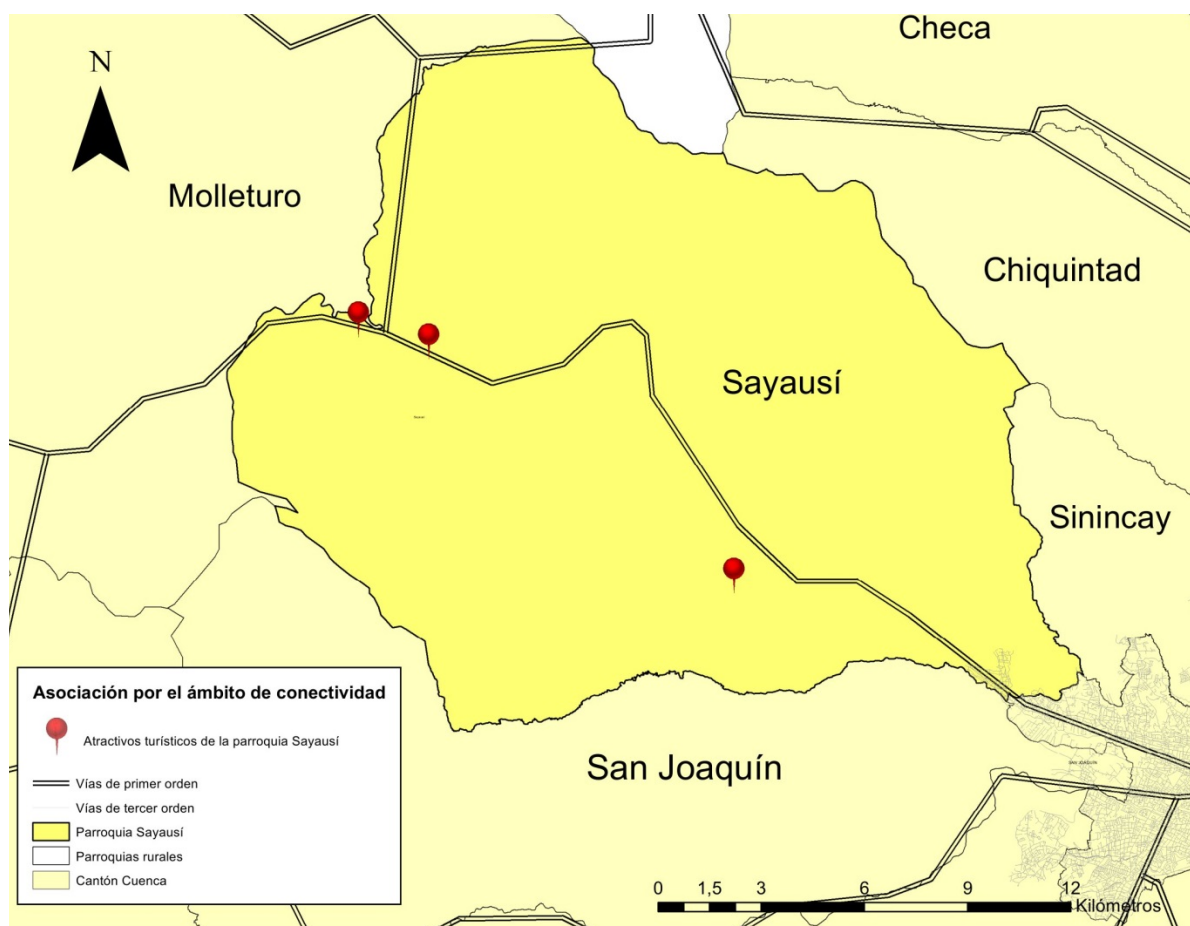 Checa
N
Molleturo
Chiquintad
Sayausí
Sinincay
San Joaquín
SAN JOAQUÍN
Asociación por el ámbito de conectividad
Atractivos turísticos de la parroquia Sayausí
Vías de primer orden
Vías de tercer orden
Parroquia Sayausí
Parroquias rurales
Cantón Cuenca
0 1,5 3 6 9 12
Kilómetros